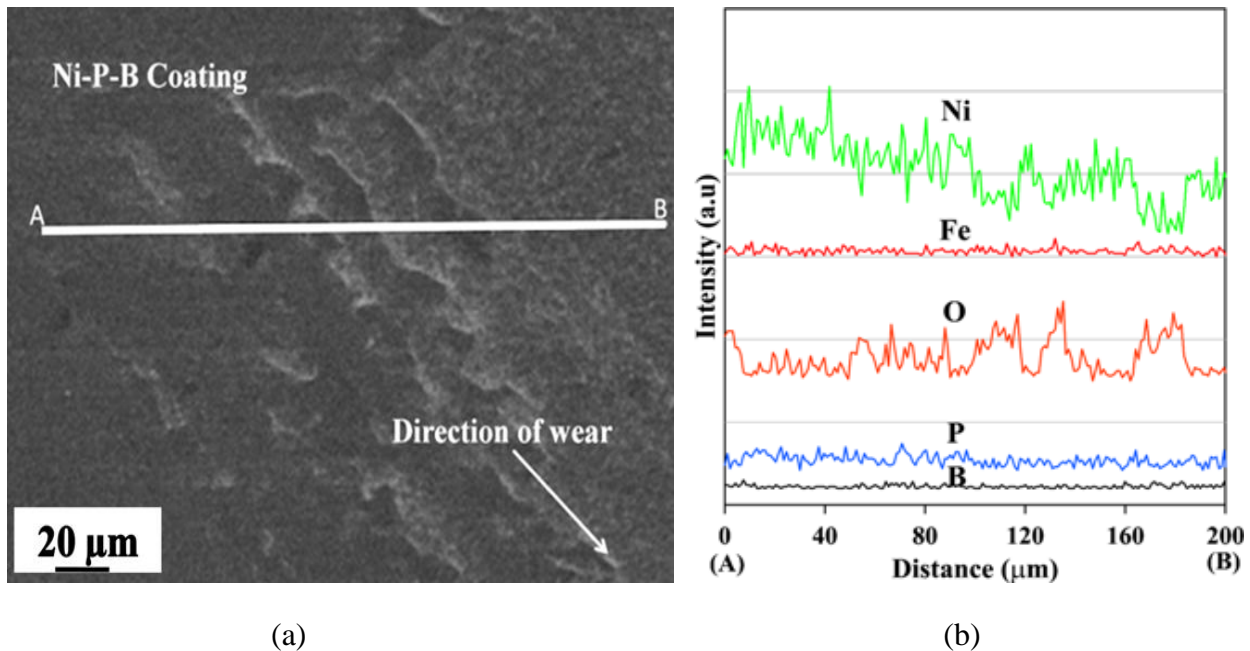 Ni-P-B Coating
A
B
Direction of wear
20 μm
(a)
Intensity (a.u)
Ni
Fe
O
P
B
0 40 80 120 160 200
(A) Distance (μm) (B)
(b)